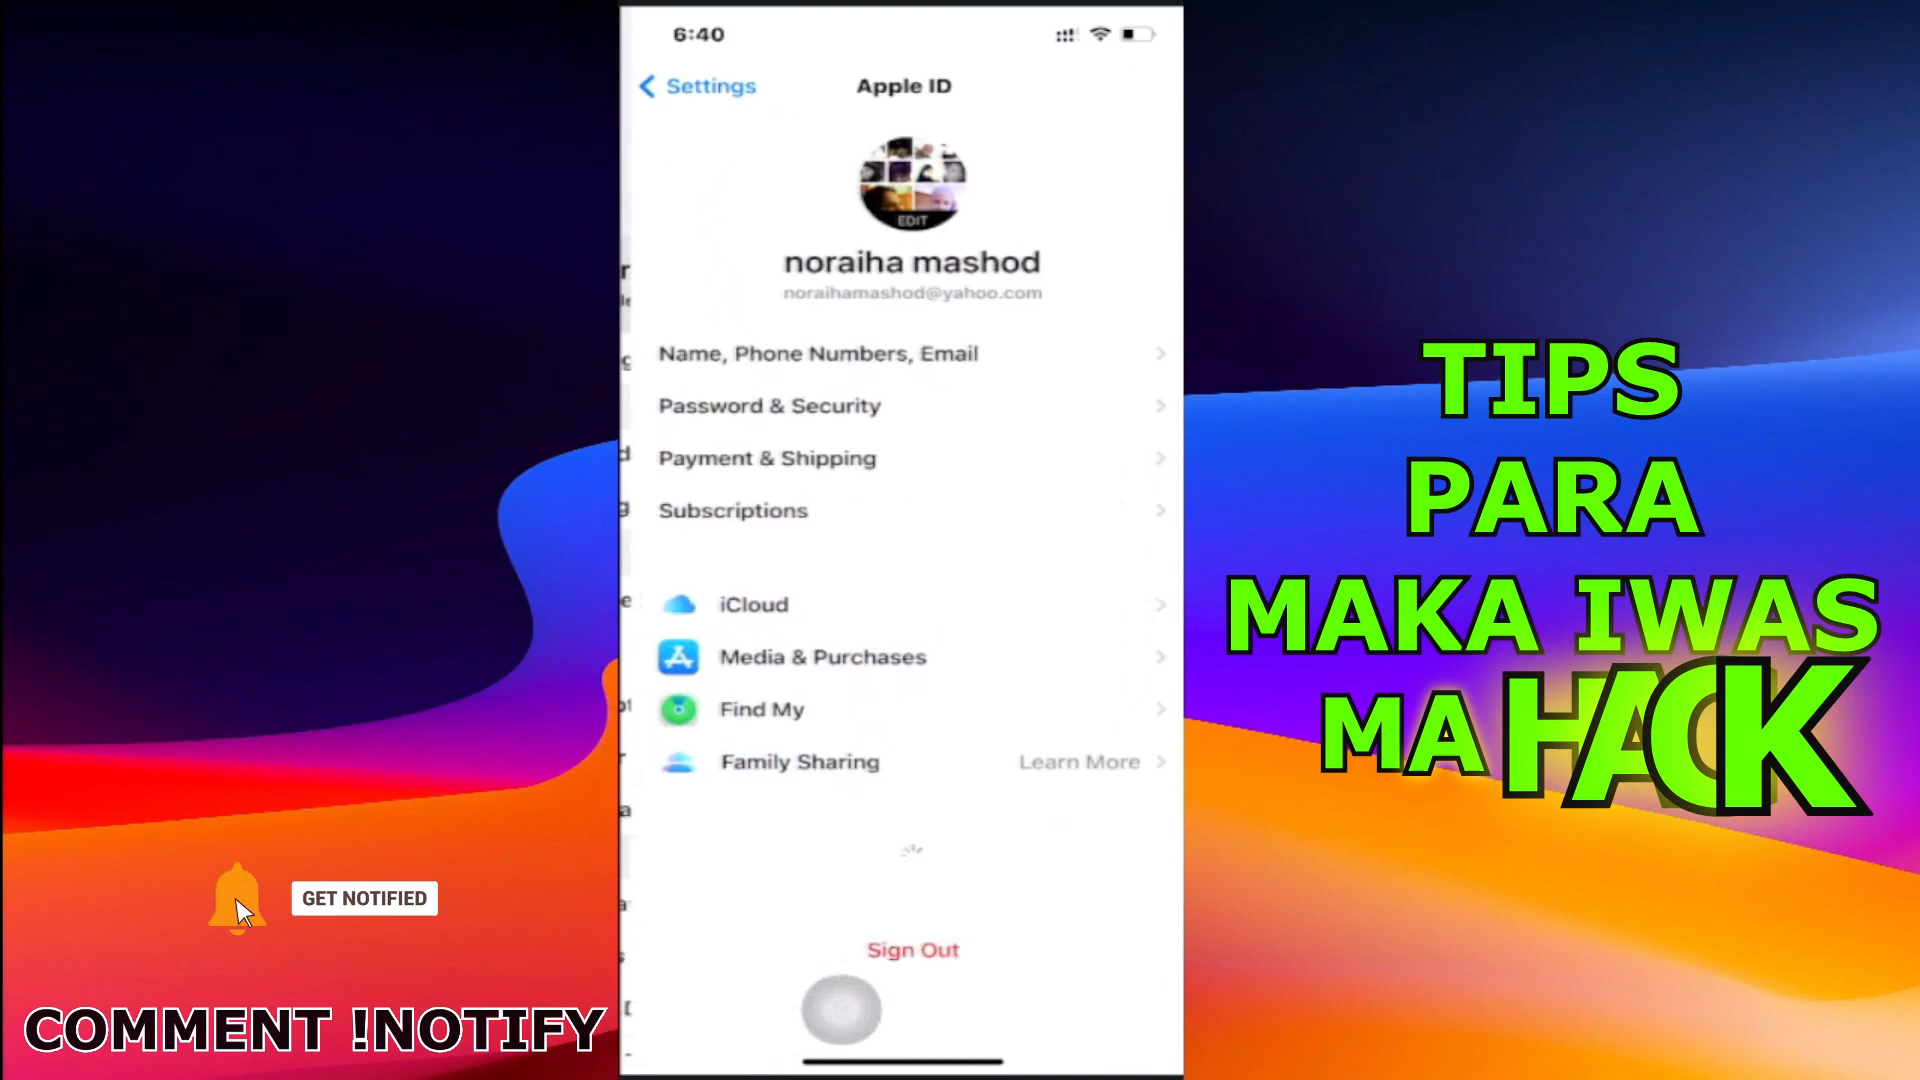 6:40
Settings
Apple ID
EDIT
noraiha mashod
noraihamashod@yahoo.com
Name, Phone Numbers, Email
Password & Security
Payment & Shipping
Subscriptions
iCloud
Media & Purchases
Find My
Family Sharing
Learn More
Sign Out
TIPS
PARA
MAKA IWAS
MA HACK
GET NOTIFIED
COMMENT !NOTIFY